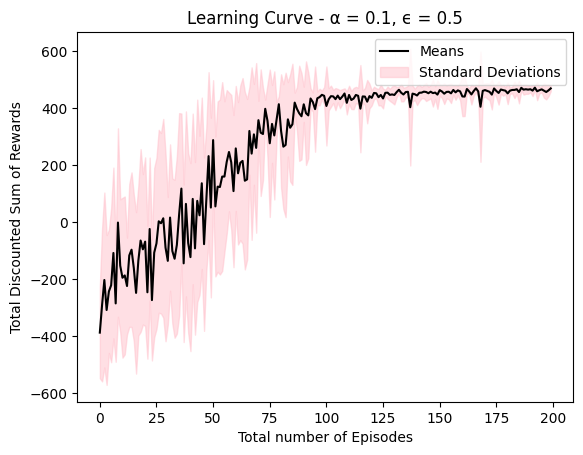 Learning Curve - α = 0.1, ϵ = 0.5
Means
Standard Deviations
Total Discounted Sum of Rewards
600
400
200
0
−200
−400
−600
0 25 50 75 100 125 150 175 200
Total number of Episodes